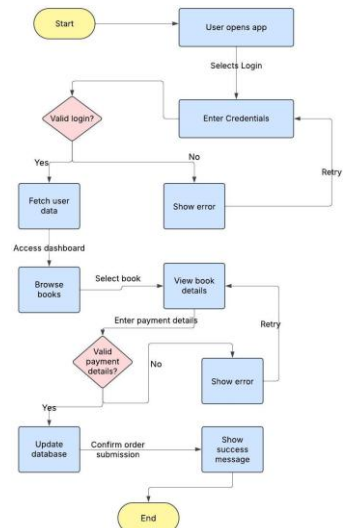 Start
User opens app
Selects Login
Valid login?
Enter Credentials
Yes
No
Retry
Fetch user
data
Show error
Access dashboard
Browse
books
Select book
View book
details
Enter payment details
Retry
Valid
payment
details?
No
Show error
Yes
Update
database
Confirm order
submission
Show
success
message
End